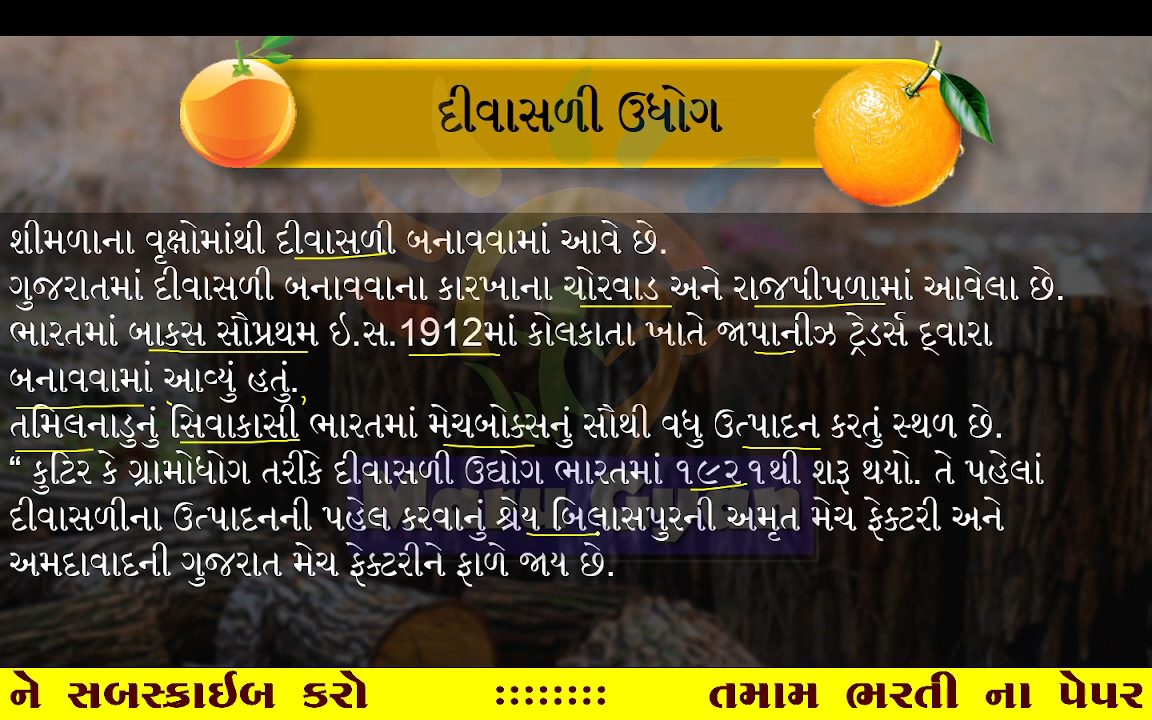 દીવાસળી ઉધોગ
શીમળાના વૃક્ષોમાંથી દીવાસળી બનાવવામાં આવે છે.
ગુજરાતમાં દીવાસળી બનાવવાના કારખાના ચોરવાડ અને રાજપીપળામાં આવેલા છે.
ભારતમાં બાકસ સૌપ્રથમ ઇ.સ.1912માં કોલકાતા ખાતે જાપાનીઝ ટ્રેડર્સ દ્વારા
બનાવવામાં આવ્યું હતું.
તમિલનાડુનું સિવાકાસી ભારતમાં મેચબોક્સનું સૌથી વધુ ઉત્પાદન કરતું સ્થળ છે.
“ કુટિર કે ગ્રામોધોગ તરીકે દીવાસળી ઉદ્યોગ ભારતમાં ૧૯૨૧થી શરૂ થયો. તે પહેલાં
દીવાસળીના ઉત્પાદનની પહેલ કરવાનું શ્રેય બિલાસપુરની અમૃત મેચ ફેક્ટરી અને
અમદાવાદની ગુજરાત મેચ ફેક્ટરીને ફાળે જાય છે.
Maru Gyan
ને સબસ્ક્રાઈબ કરો :::::::: તમામ ભરતી ના પેપર